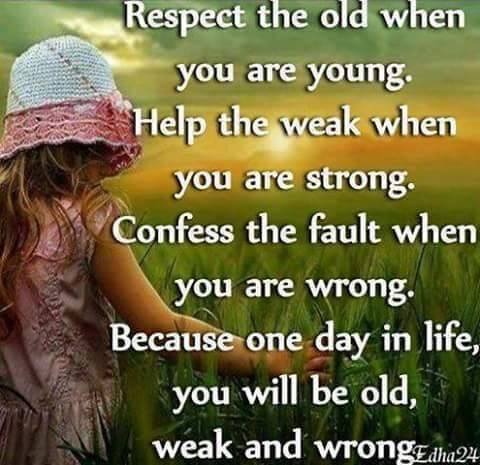 Respect the old when
you are young.
Help the weak when
you are strong.
Confess the fault when
you are wrong.
Because one day in life,
you will be old,
weak and wrong
Edha24